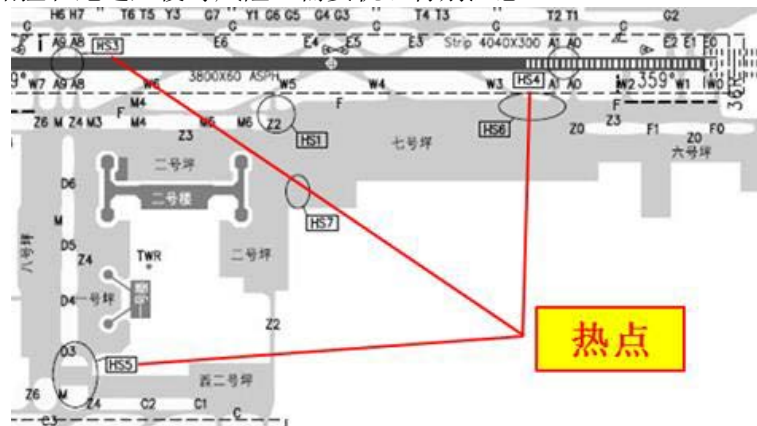 H6 H7 T6 T5 Y3 G7 Y1 G6 G5 G4 G3 T4 T3 T2 T1
G G G G G G2
A9 A8 HS3 E6 E4 E5 E3 Strip 4040X300 A1 A0 E2 E1 E0
3800X60 ASPH HS4 359° 36R
W7 A9 A8 W6 W5 W4 W3 A1 A0 W2 W1 W0
M4 F F F
Z6 M Z4 M3 M4 M5 M6 Z2 HS1 HS6 Z0 Z3 F1 F0
Z3 七号坪 Z0
二号坪 六号坪
D6 二号楼 HS7
M
D5 二号坪
八号坪 Z4 TWR
D4 一号坪
Z2
D3 热点
HS5 西二号坪
Z6 M Z4 C2 C1 C
C3